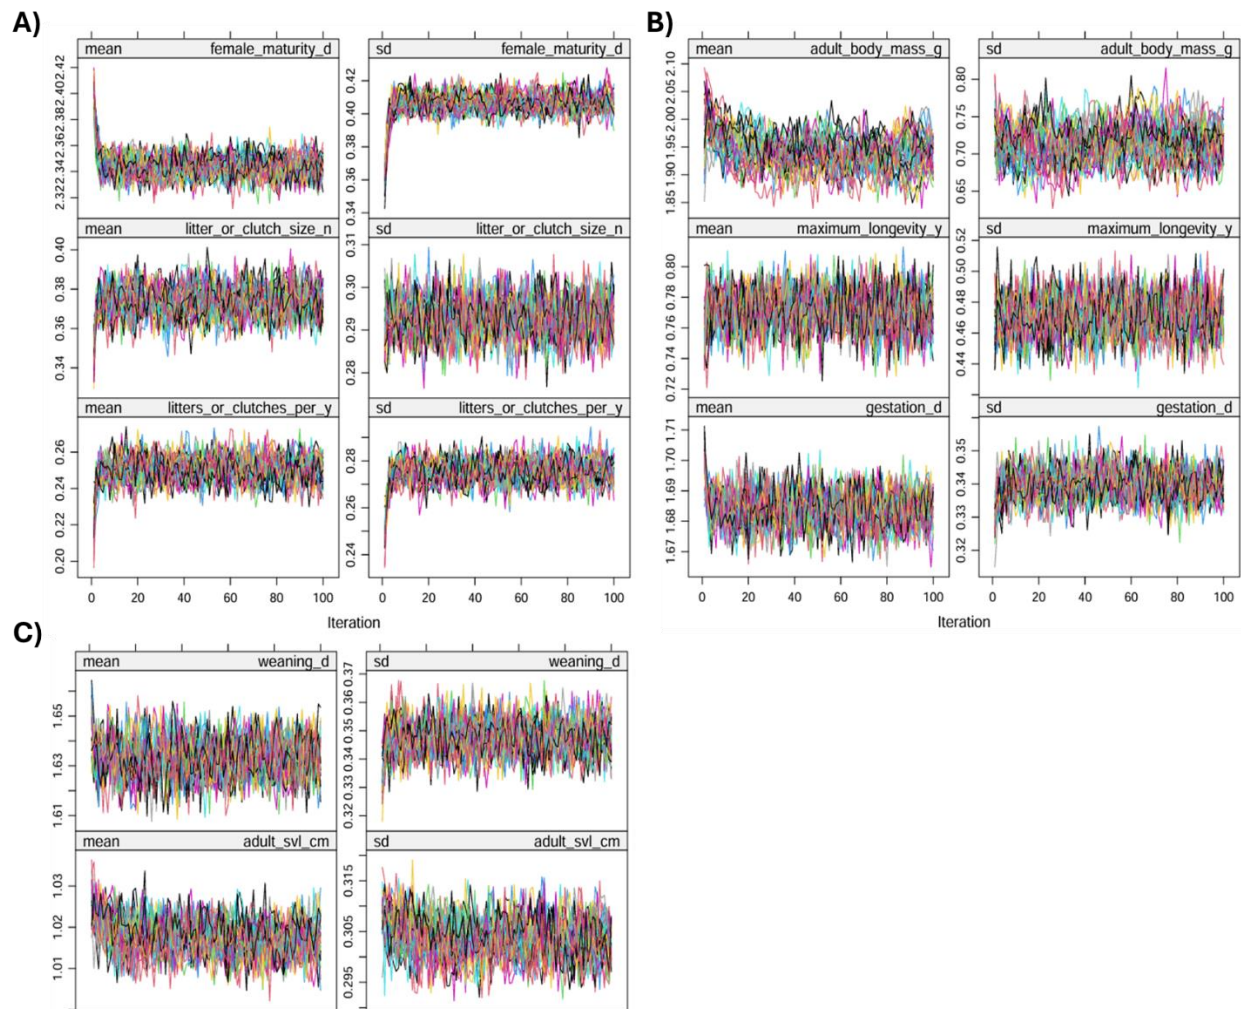 A)
mean female_maturity_d
sd female_maturity_d
2.32 2.34 2.36 2.38 2.40 2.42
0.34 0.36 0.38 0.40 0.42
mean litter_or_clutch_size_n
sd litter_or_clutch_size_n
0.34 0.36 0.38 0.40
0.28 0.29 0.30 0.31
mean litters_or_clutches_per_y
sd litters_or_clutches_per_y
0.20 0.22 0.24 0.26
0.24 0.26 0.28
0 20 40 60 80 100
0 20 40 60 80 100
Iteration
B)
mean adult_body_mass_g
sd adult_body_mass_g
1.85 1.90 1.95 2.00 2.05 2.10
0.65 0.70 0.75 0.80
mean maximum_longevity_y
sd maximum_longevity_y
0.72 0.74 0.76 0.78 0.80
0.44 0.46 0.48 0.50 0.52
mean gestation_d
sd gestation_d
1.67 1.68 1.69 1.70 1.71
0.32 0.33 0.34 0.35
0 20 40 60 80 100
0 20 40 60 80 100
Iteration
C)
mean weaning_d
sd weaning_d
1.61 1.63 1.65
0.32 0.33 0.34 0.35 0.36 0.37
mean adult_svl_cm
sd adult_svl_cm
1.01 1.02 1.03
0.295 0.305 0.315